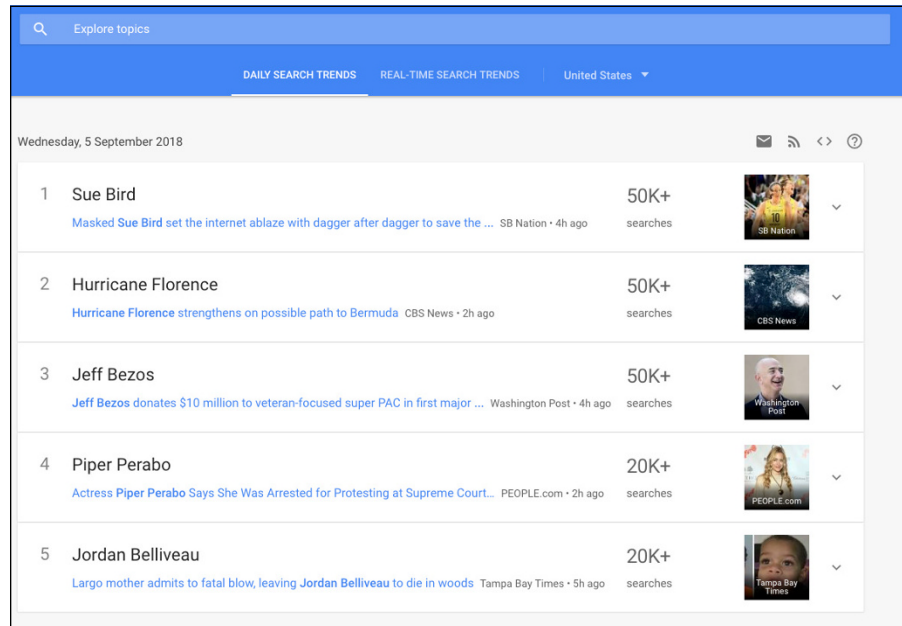 Explore topics
DAILY SEARCH TRENDS REAL-TIME SEARCH TRENDS United States
Wednesday, 5 September 2018
1 Sue Bird 50K+
Masked Sue Bird set the internet ablaze with dagger after dagger to save the ... SB Nation • 4h ago searches
10
SB Nation
2 Hurricane Florence 50K+
Hurricane Florence strengthens on possible path to Bermuda CBS News • 2h ago searches
CBS News
3 Jeff Bezos 50K+
Jeff Bezos donates $10 million to veteran-focused super PAC in first major ... Washington Post • 4h ago searches
Washington
Post
4 Piper Perabo 20K+
Actress Piper Perabo Says She Was Arrested for Protesting at Supreme Court... PEOPLE.com • 2h ago searches
PEOPLE.com
5 Jordan Belliveau 20K+
Largo mother admits to fatal blow, leaving Jordan Belliveau to die in woods Tampa Bay Times • 5h ago searches
Tampa Bay
Times